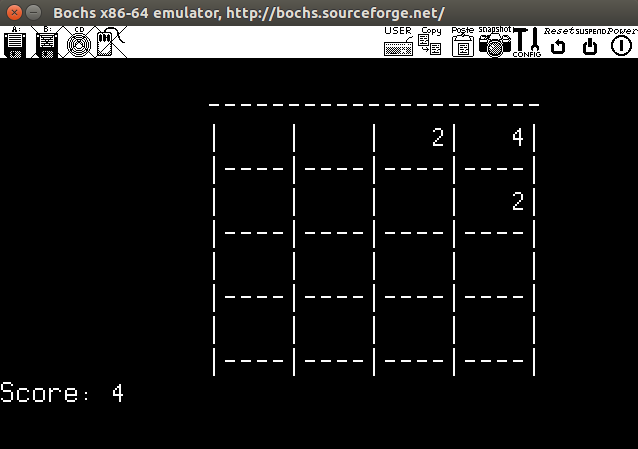 Bochs x86-64 emulator, http://bochs.sourceforge.net/
A: B: CD USER Copy Paste snapshot CONFIG Reset SUSPEND Power
---------------------
| | | 2| 4|
|----|----|----|----|
| | | | 2|
|----|----|----|----|
| | | | |
|----|----|----|----|
| | | | |
|----|----|----|----|
Score: 4